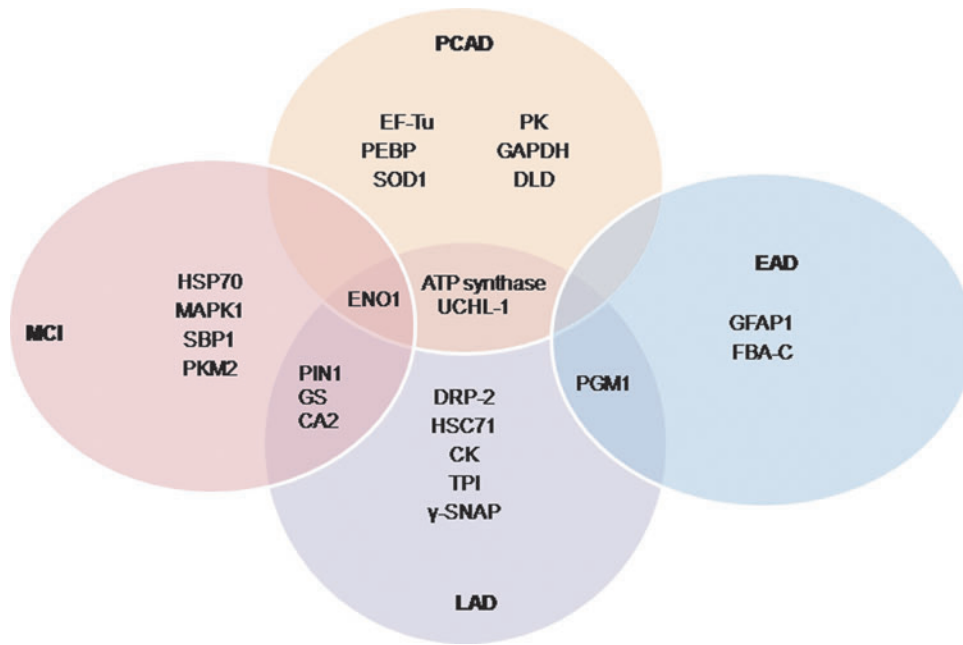 PCAD
EF-Tu
PK
PEBP
GAPDH
SOD1
DLD
MCI
HSP70
MAPK1
SBP1
PKM2
ENO1
ATP synthase
UCHL-1
EAD
GFAP1
FBA-C
PIN1
GS
CA2
PGM1
DRP-2
HSC71
CK
TPI
γ-SNAP
LAD